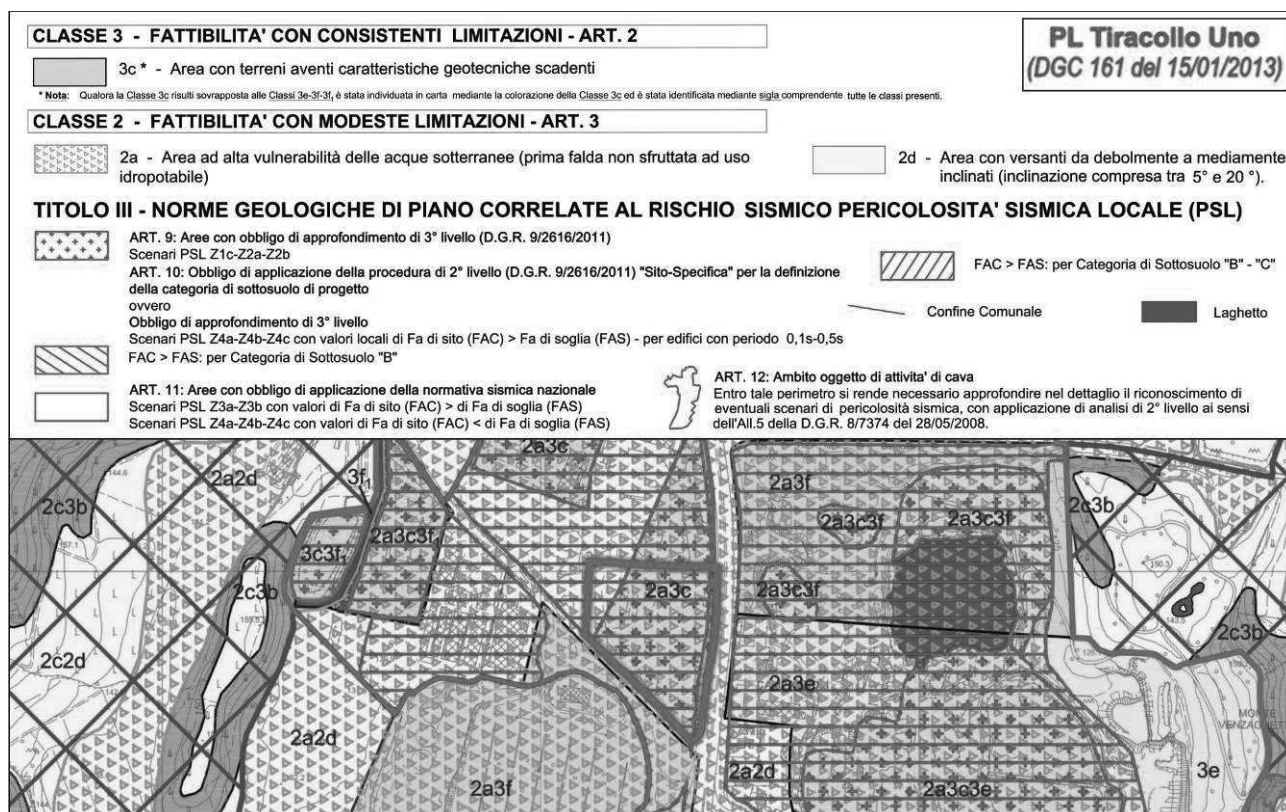 CLASSE 3 - FATTIBILITA' CON CONSISTENTI LIMITAZIONI - ART. 2
PL Tiracollo Uno
(DGC 161 del 15/01/2013)
3c * - Area con terreni aventi caratteristiche geotecniche scadenti
* Nota: Qualora la Classe 3c risulti sovrapposta alle Classi 3e-3f-3f1 è stata individuata in carta mediante la colorazione della Classe 3c ed è stata identificata mediante sigla comprendente tutte le classi presenti.
CLASSE 2 - FATTIBILITA' CON MODESTE LIMITAZIONI - ART. 3
2a - Area ad alta vulnerabilità delle acque sotterranee (prima falda non sfruttata ad uso
idropotabile)
2d - Area con versanti da debolmente a mediamente
inclinati (inclinazione compresa tra 5° e 20 °).
TITOLO III - NORME GEOLOGICHE DI PIANO CORRELATE AL RISCHIO SISMICO PERICOLOSITA' SISMICA LOCALE (PSL)
ART. 9: Aree con obbligo di approfondimento di 3° livello (D.G.R. 9/2616/2011)
Scenari PSL Z1c-Z2a-Z2b
ART. 10: Obbligo di applicazione della procedura di 2° livello (D.G.R. 9/2616/2011) "Sito-Specifica" per la definizione
della categoria di sottosuolo di progetto
ovvero
Obbligo di approfondimento di 3° livello
Scenari PSL Z4a-Z4b-Z4c con valori locali di Fa di sito (FAC) > Fa di soglia (FAS) - per edifici con periodo 0,1s-0,5s
FAC > FAS: per Categoria di Sottosuolo "B"
FAC > FAS: per Categoria di Sottosuolo "B" - "C"
Confine Comunale
Laghetto
ART. 11: Aree con obbligo di applicazione della normativa sismica nazionale
Scenari PSL Z3a-Z3b con valori di Fa di sito (FAC) > di Fa di soglia (FAS)
Scenari PSL Z4a-Z4b-Z4c con valori di Fa di sito (FAC) < di Fa di soglia (FAS)
ART. 12: Ambito oggetto di attivita' di cava
Entro tale perimetro si rende necessario approfondire nel dettaglio il riconoscimento di
eventuali scenari di pericolosità sismica, con applicazione di analisi di 2° livello ai sensi
dell'All.5 della D.G.R. 8/7374 del 28/05/2008.
2a3c
144.6
2a2d
3f1
2a3f
2c3b
2c3b
2a3c3f
2a3c3f
2a3c3f1
3c3f1
150.3
2c3b
2a3c
2a3c3f
2c3b
2c2d
2a3e
2a2d
3e
2a2d
2a3f
2a3c3e